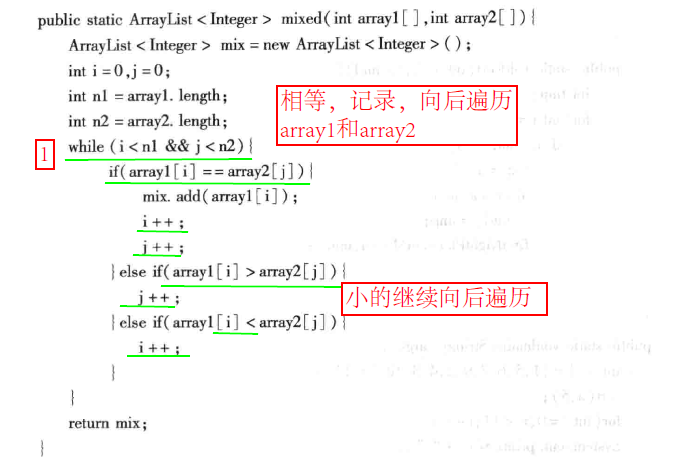 public static ArrayList<Integer> mixed(int array1[],int array2[]){
ArrayList<Integer> mix = new ArrayList<Integer>();
int i=0,j=0;
int n1 = array1. length;
int n2 = array2. length;
相等，记录，向后遍历
array1和array2
1
while (i<n1 && j<n2){
if(array1[i] == array2[j]){
mix. add(array1[i]);
i++;
j++;
}else if(array1[i] >array2[j]){
j++;
小的继续向后遍历
}else if(array1[i] <array2[j]){
i++;
}
}
return mix;
}